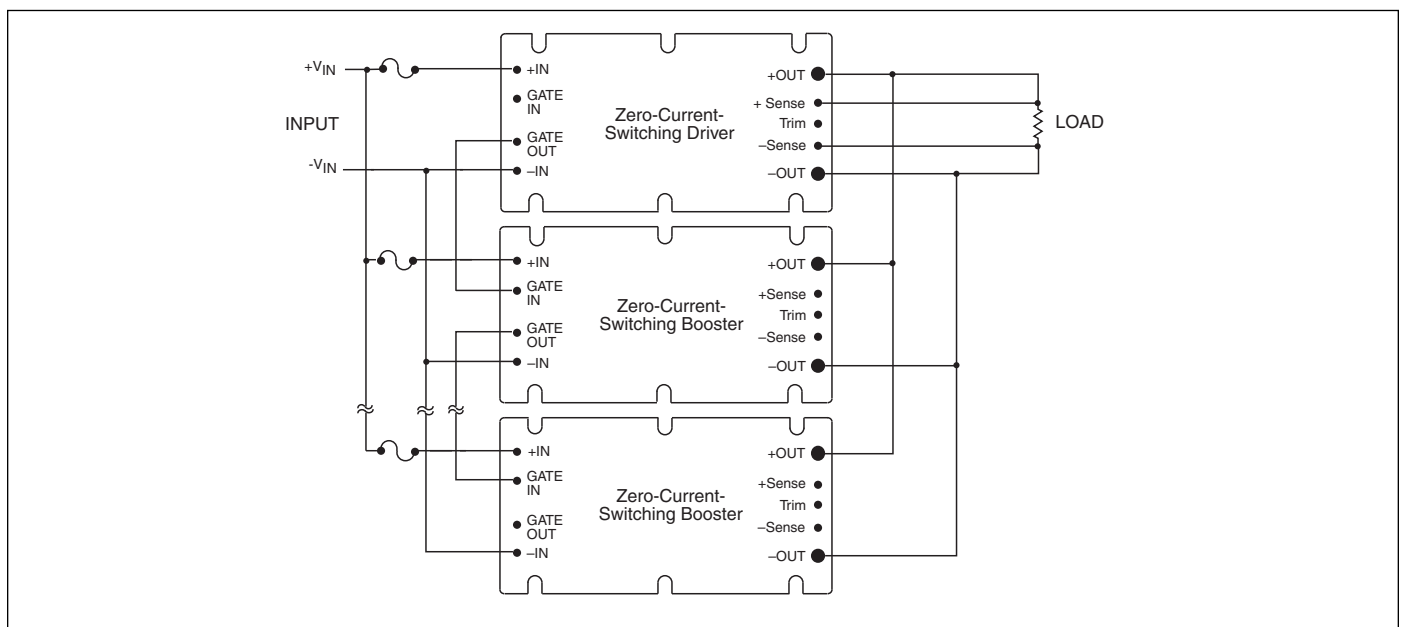 +VIN
INPUT
-VIN
+IN
GATE
IN
GATE
OUT
–IN
Zero-Current-
Switching Driver
+OUT
+ Sense
Trim
–Sense
–OUT
LOAD
+IN
GATE
IN
GATE
OUT
–IN
Zero-Current-
Switching Booster
+OUT
+Sense
Trim
–Sense
–OUT
+IN
GATE
IN
GATE
OUT
–IN
Zero-Current-
Switching Booster
+OUT
+Sense
Trim
–Sense
–OUT